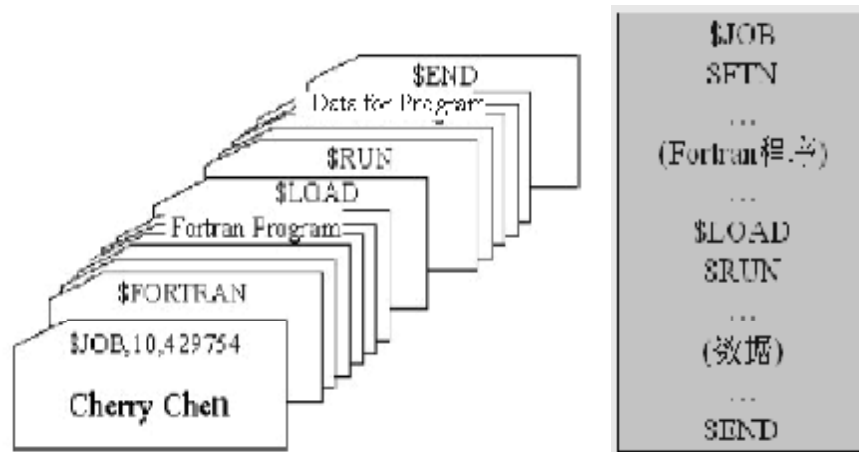 $END
Data for Program
$RUN
$LOAD
Fortran Program
$FORTRAN
$JOB,10,429754
Cherry Chen
$JOB
$FTN
...
(Fortran程序)
...
$LOAD
$RUN
...
(数据)
...
$END